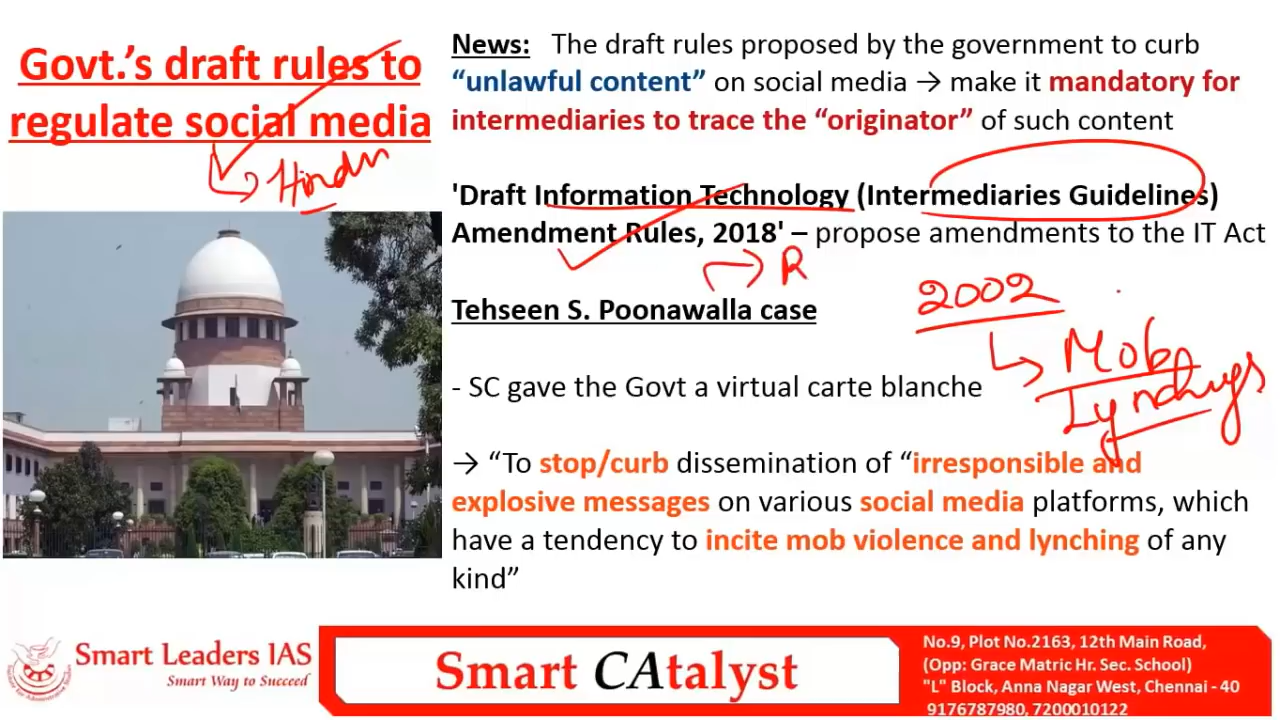 Govt.'s draft rules to
regulate social media
Hindu
News: The draft rules proposed by the government to curb
“unlawful content” on social media → make it mandatory for
intermediaries to trace the “originator” of such content
'Draft Information Technology (Intermediaries Guidelines)
Amendment Rules, 2018' – propose amendments to the IT Act
R
Tehseen S. Poonawalla case
2002
Mob
Lynchings
- SC gave the Govt a virtual carte blanche
→ “To stop/curb dissemination of “irresponsible and
explosive messages on various social media platforms, which
have a tendency to incite mob violence and lynching of any
kind”
Smart Leaders IAS
Smart Way to Succeed
Smart CAtalyst
No.9, Plot No.2163, 12th Main Road,
(Opp: Grace Matric Hr. Sec. School)
"L" Block, Anna Nagar West, Chennai - 40
9176787980, 7200010122